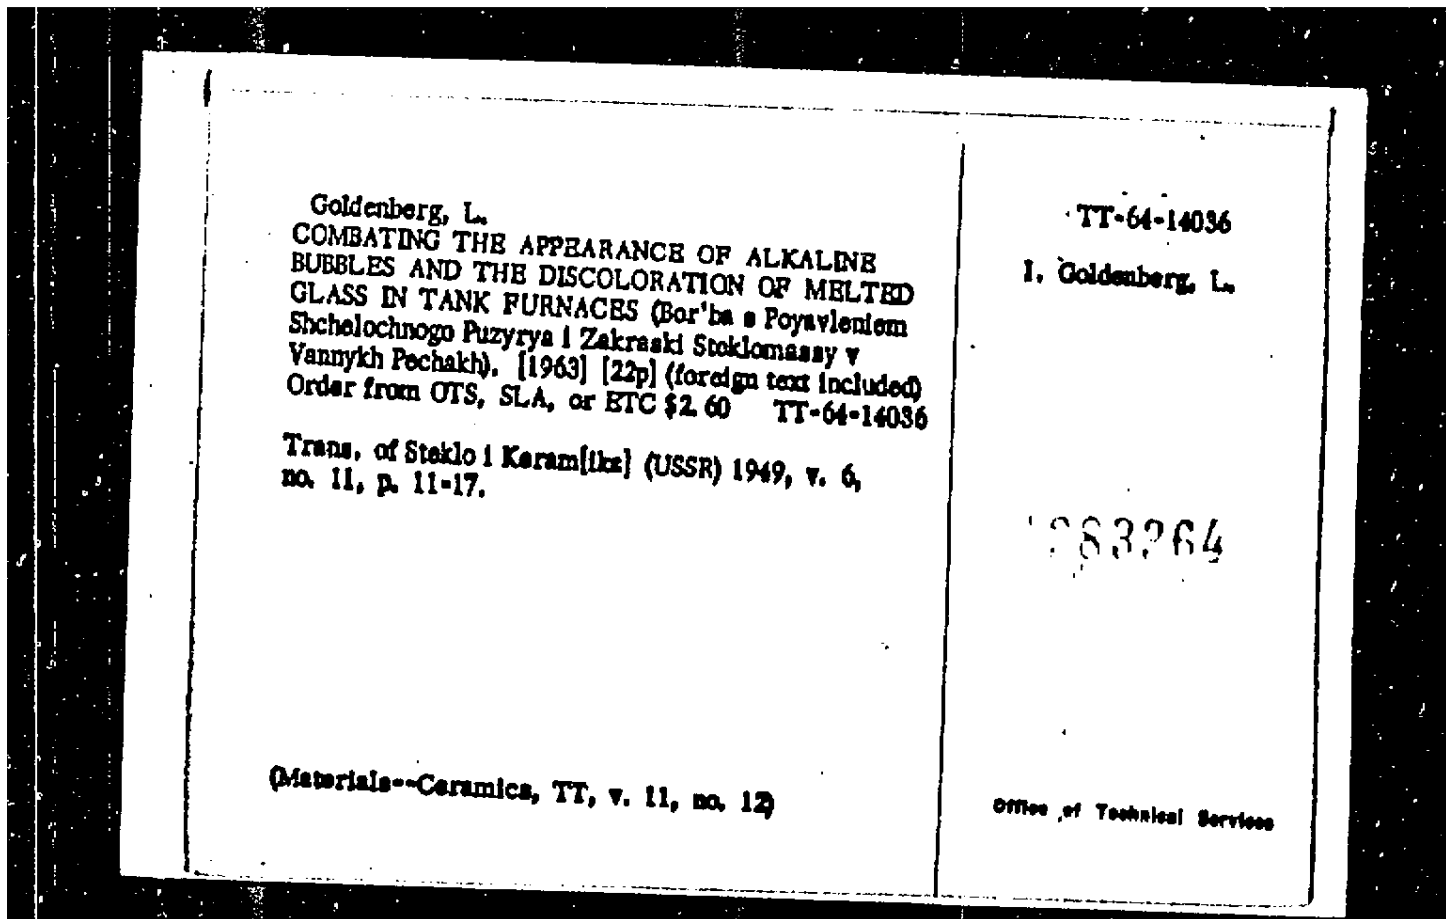 Goldenberg, L.
COMBATING THE APPEARANCE OF ALKALINE
BUBBLES AND THE DISCOLORATION OF MELTED
GLASS IN TANK FURNACES (Bor'ba s Poyavleniem
Shchelochnogo Puzyrya i Zakraski Steklomassy v
Vannykh Pechakh). [1963] [22p] (foreign text included)
Order from OTS, SLA, or ETC $2.60 TT-64-14036
Trans. of Steklo i Keram[ika] (USSR) 1949, v. 6,
no. 11, p. 11-17.
(Materials--Ceramics, TT, v. 11, no. 12)
TT-64-14036
I. Goldenberg, L.
Office of Technical Services